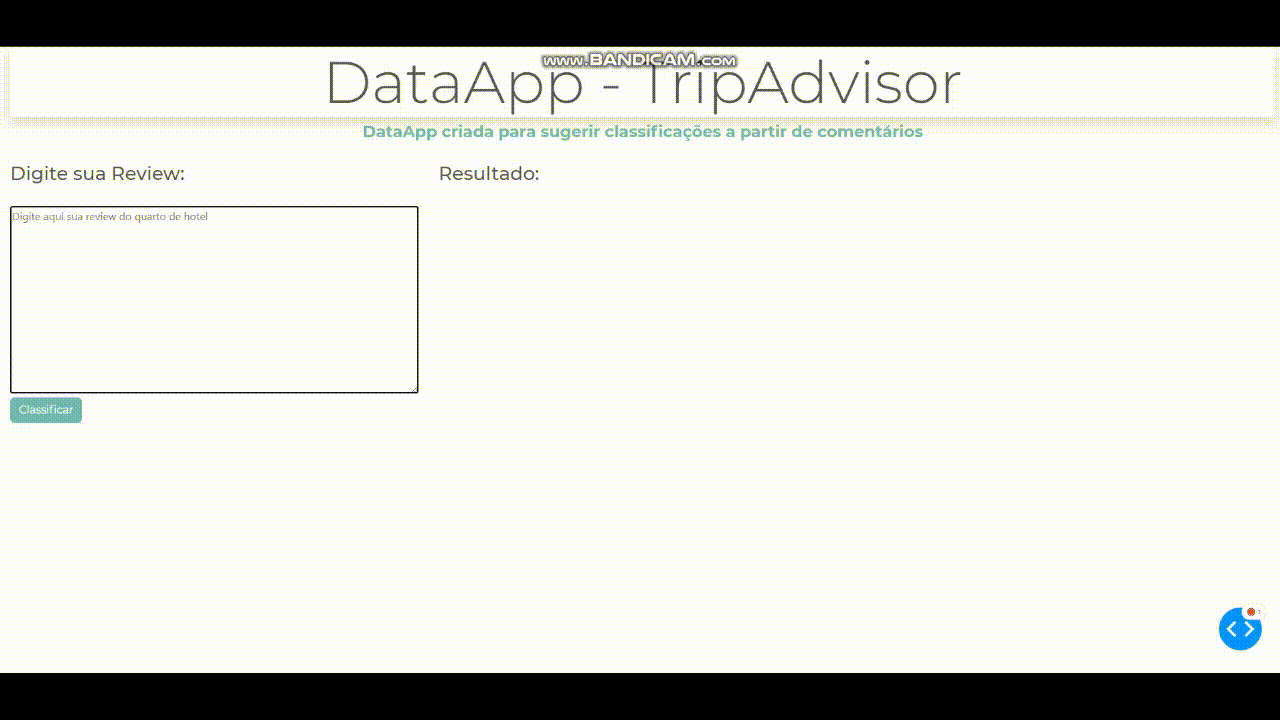 www.BANDICAM.com
DataApp - TripAdvisor
DataApp criada para sugerir classificações a partir de comentários
Digite sua Review:
Resultado:
Digite aqui sua review do quarto de hotel
Classificar